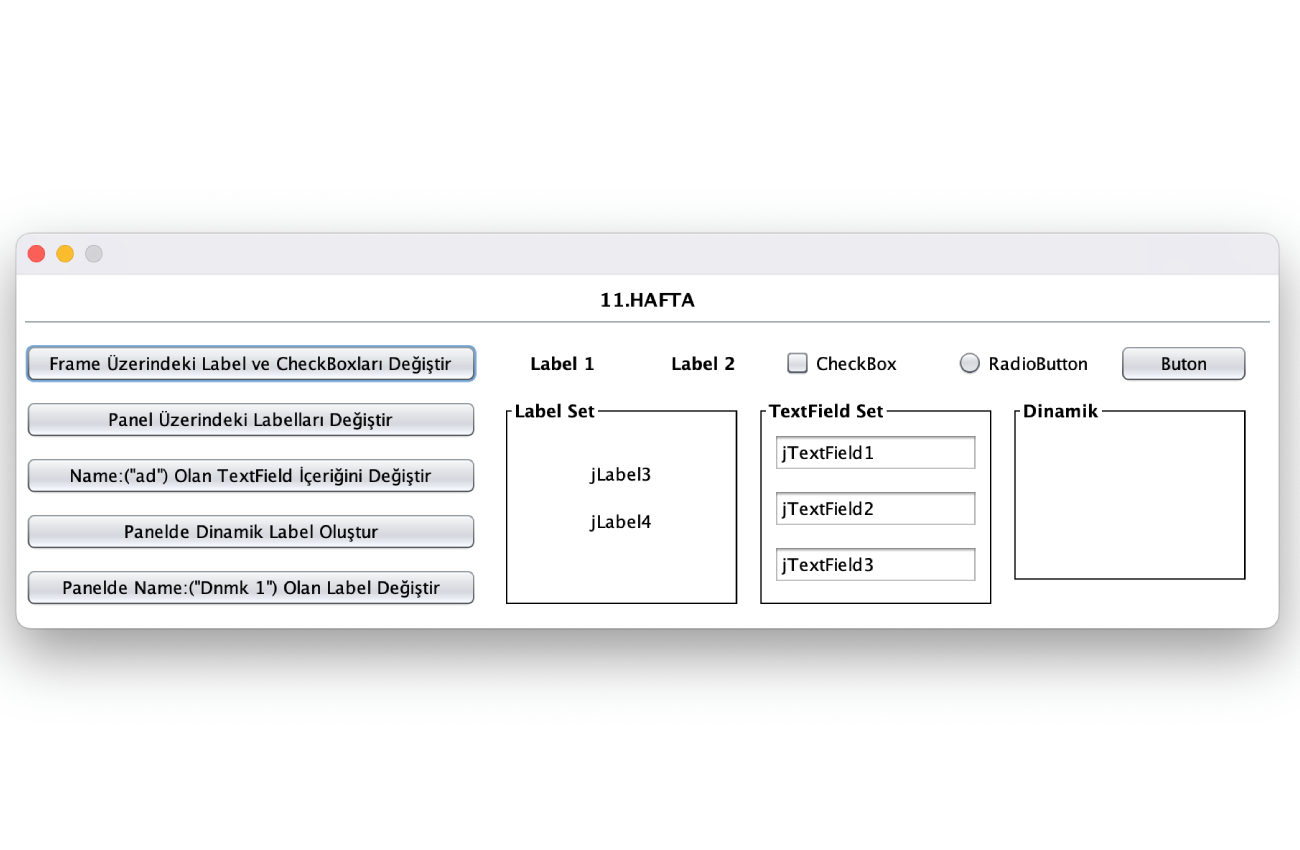 11.HAFTA
Frame Üzerindeki Label ve CheckBoxları Değiştir
Label 1
Label 2
CheckBox
RadioButton
Buton
Panel Üzerindeki Labelları Değiştir
Name:("ad") Olan TextField İçeriğini Değiştir
Panelde Dinamik Label Oluştur
Panelde Name:("Dnmk 1") Olan Label Değiştir
Label Set
jLabel3
jLabel4
TextField Set
jTextField1
jTextField2
jTextField3
Dinamik